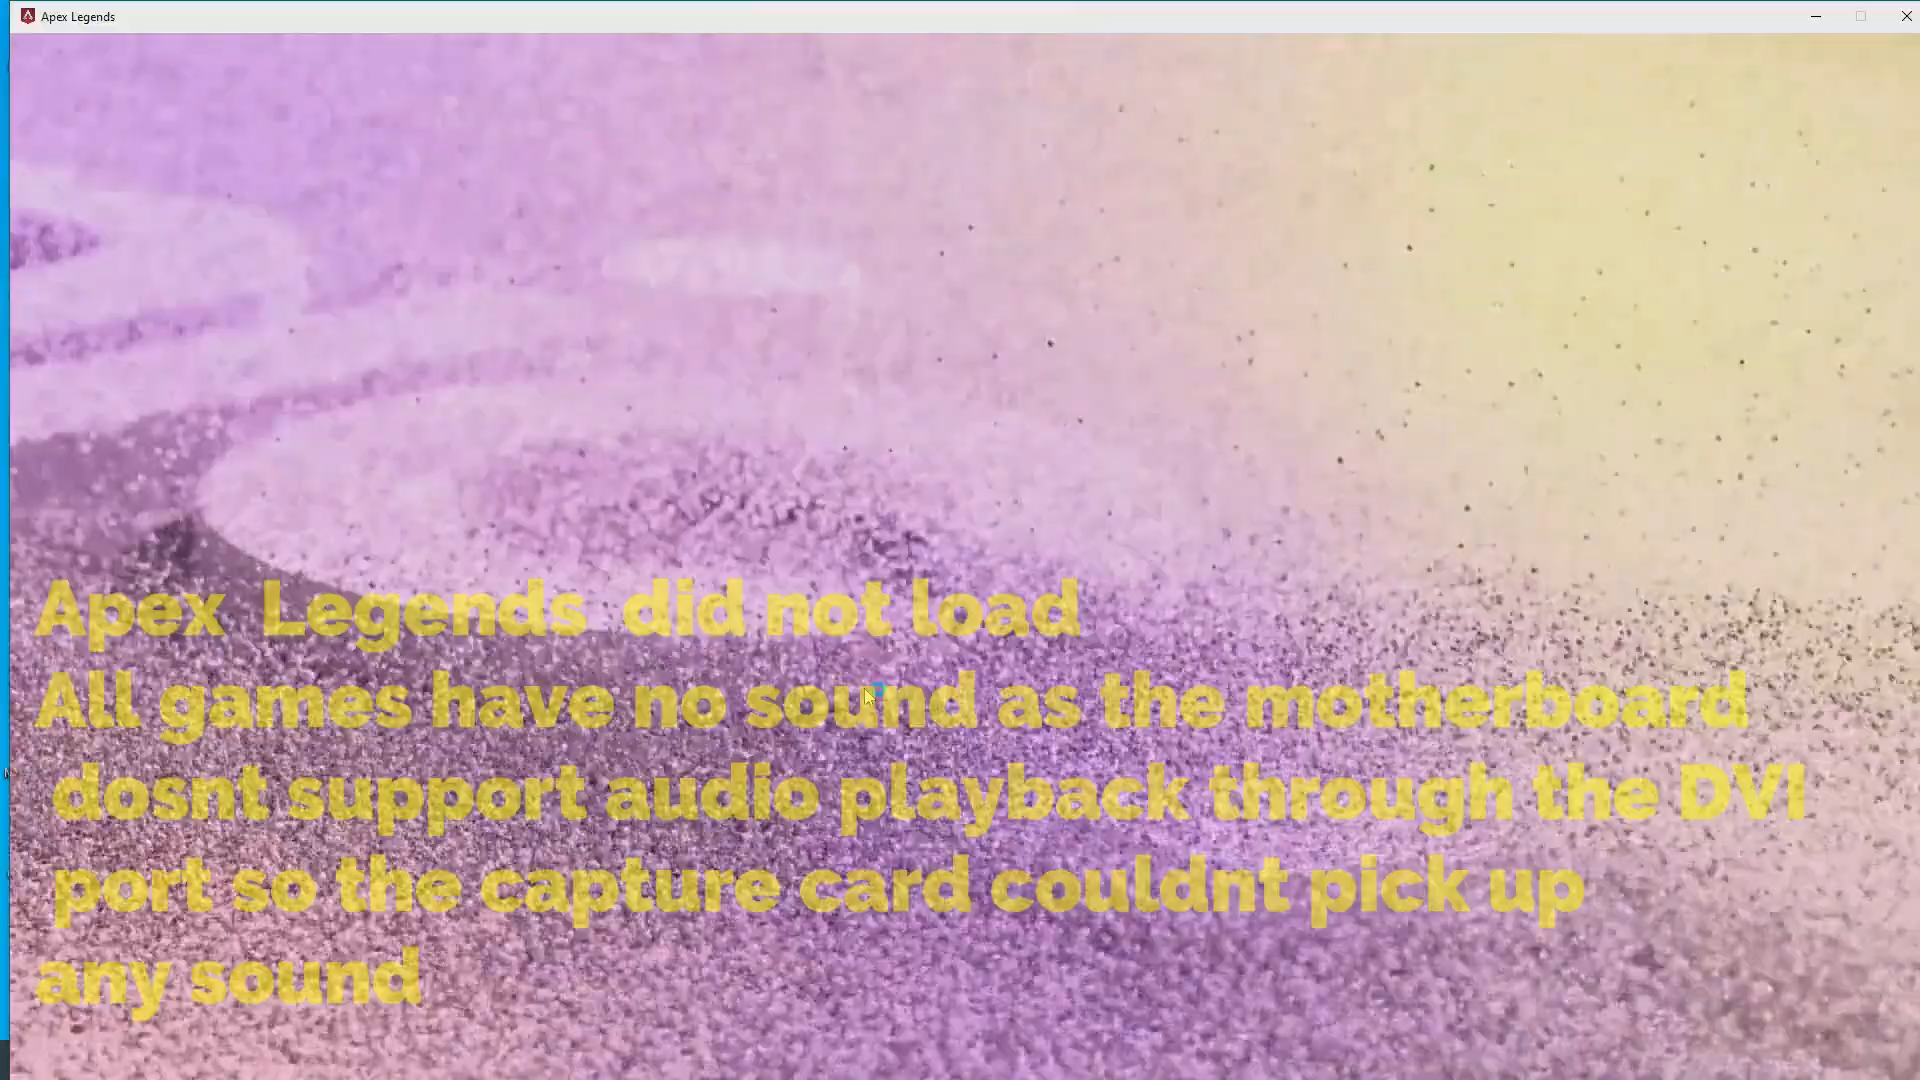 Apex Legends
Apex Legends did not load
All games have no sound as the motherboard
dosnt support audio playback through the DVI
port so the capture card couldnt pick up
any sound